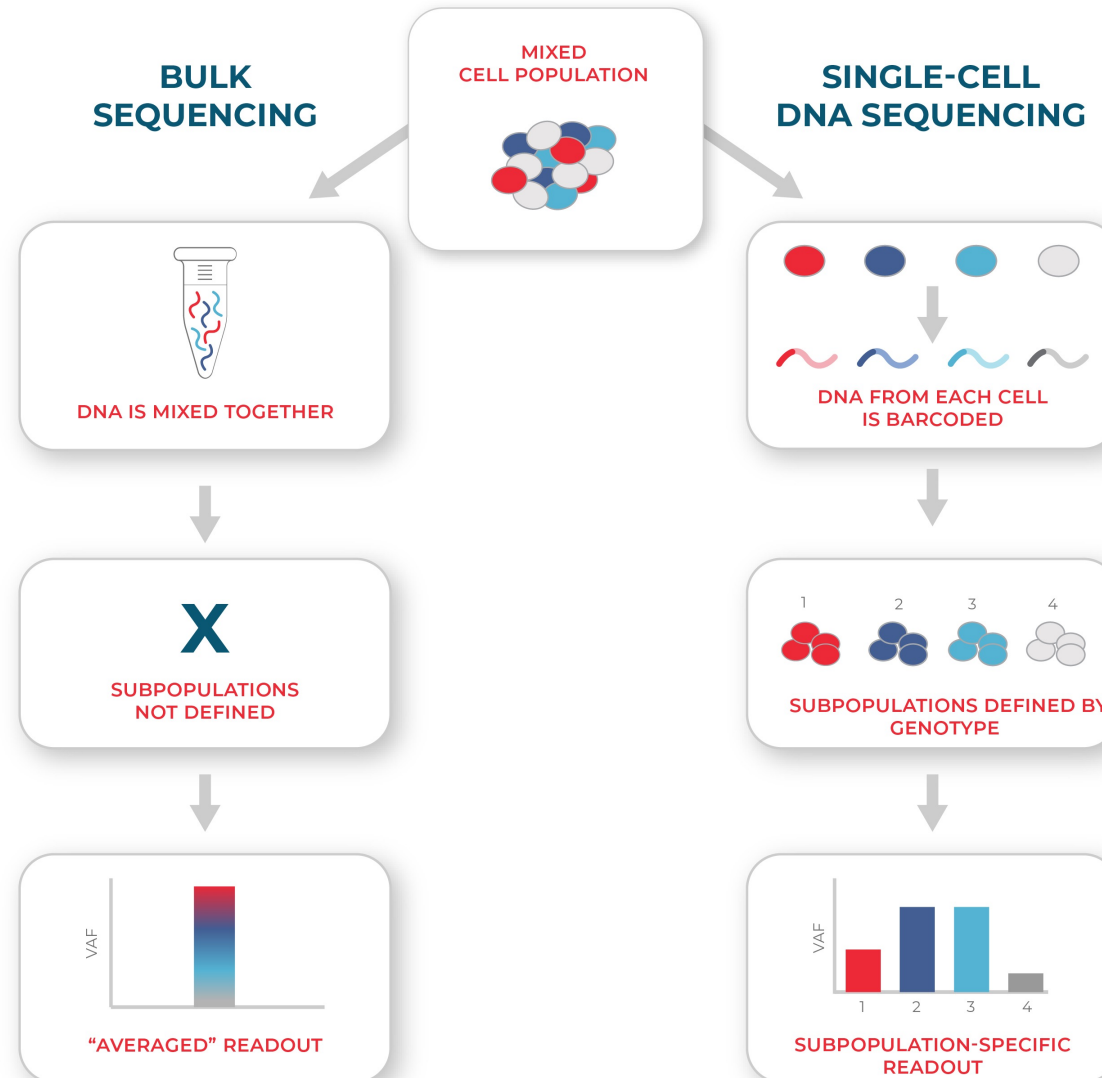 MIXED
CELL POPULATION
BULK
SEQUENCING
DNA IS MIXED TOGETHER
X
SUBPOPULATIONS
NOT DEFINED
VAF
“AVERAGED” READOUT
SINGLE-CELL
DNA SEQUENCING
DNA FROM EACH CELL
IS BARCODED
1 2 3 4
SUBPOPULATIONS DEFINED BY
GENOTYPE
VAF
1 2 3 4
SUBPOPULATION-SPECIFIC
READOUT